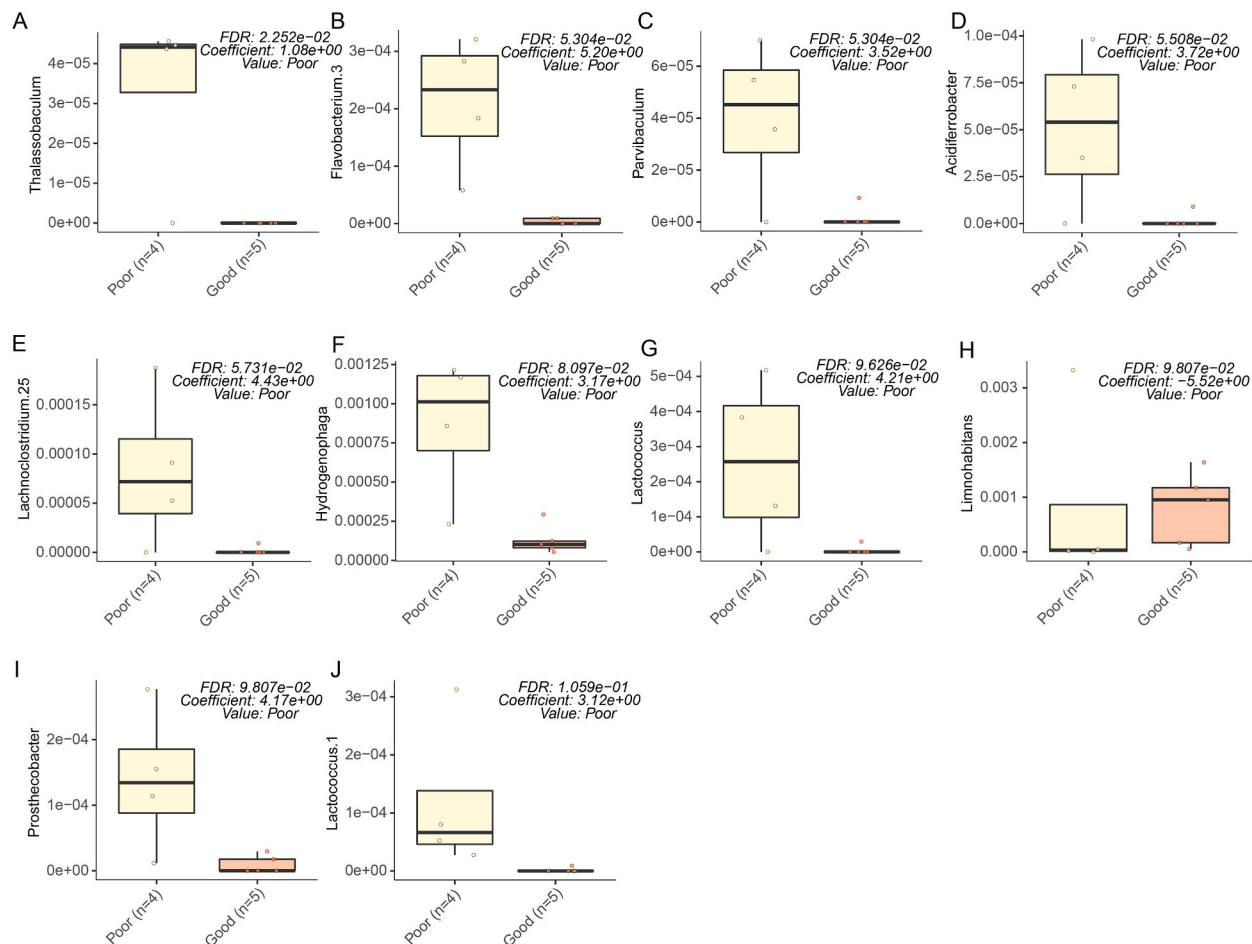 A
FDR: 2.252e−02
Coefficient: 1.08e+00
Value: Poor
Thalassobaculum
4e−05
3e−05
2e−05
1e−05
0e+00
Poor (n=4)
Good (n=5)
B
FDR: 5.304e−02
Coefficient: 5.20e+00
Value: Poor
Flavobacterium.3
3e−04
2e−04
1e−04
0e+00
Poor (n=4)
Good (n=5)
C
FDR: 5.304e−02
Coefficient: 3.52e+00
Value: Poor
Parvibaculum
6e−05
4e−05
2e−05
0e+00
Poor (n=4)
Good (n=5)
D
FDR: 5.508e−02
Coefficient: 3.72e+00
Value: Poor
Acidiferrobacter
1.0e−04
7.5e−05
5.0e−05
2.5e−05
0.0e+00
Poor (n=4)
Good (n=5)
E
FDR: 5.731e−02
Coefficient: 4.43e+00
Value: Poor
Lachnoclostridium.25
0.00015
0.00010
0.00005
0.00000
Poor (n=4)
Good (n=5)
F
FDR: 8.097e−02
Coefficient: 3.17e+00
Value: Poor
Hydrogenophaga
0.00125
0.00100
0.00075
0.00050
0.00025
0.00000
Poor (n=4)
Good (n=5)
G
FDR: 9.626e−02
Coefficient: 4.21e+00
Value: Poor
Lactococcus
5e−04
4e−04
3e−04
2e−04
1e−04
0e+00
Poor (n=4)
Good (n=5)
H
FDR: 9.807e−02
Coefficient: −5.52e+00
Value: Poor
Limnohabitans
0.003
0.002
0.001
0.000
Poor (n=4)
Good (n=5)
I
FDR: 9.807e−02
Coefficient: 4.17e+00
Value: Poor
Prosthecobacter
2e−04
1e−04
0e+00
Poor (n=4)
Good (n=5)
J
FDR: 1.059e−01
Coefficient: 3.12e+00
Value: Poor
Lactococcus.1
3e−04
2e−04
1e−04
0e+00
Poor (n=4)
Good (n=5)